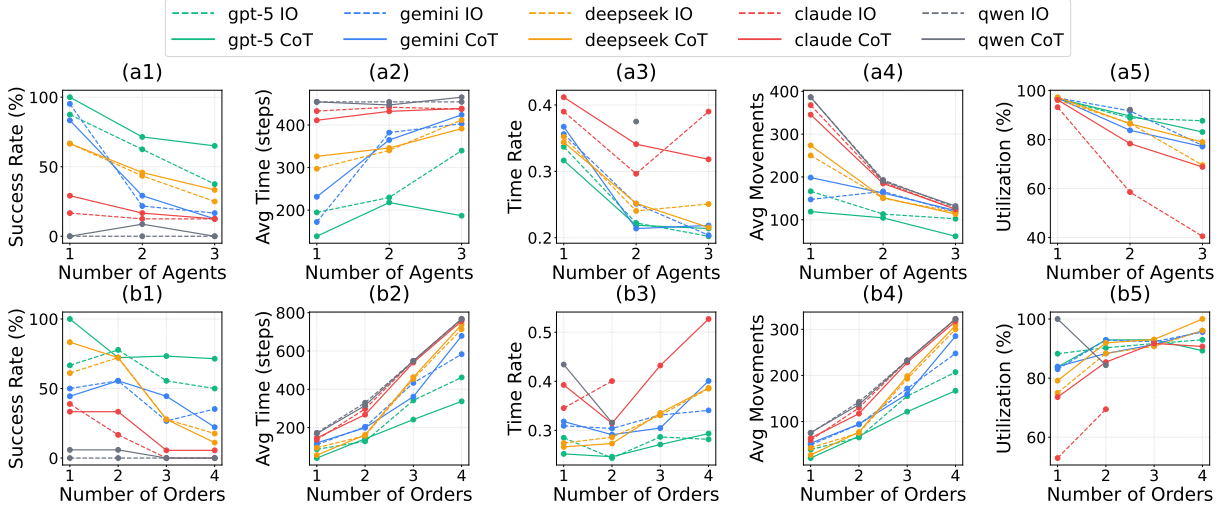 gpt-5 IO gemini IO deepseek IO claude IO qwen IO
gpt-5 CoT gemini CoT deepseek CoT claude CoT qwen CoT
(a1) (a2) (a3) (a4) (a5)
Success Rate (%)
100
50
0
1 2 3
Number of Agents
Avg Time (steps)
400
300
200
1 2 3
Number of Agents
Time Rate
0.4
0.3
0.2
1 2 3
Number of Agents
Avg Movements
400
300
200
100
1 2 3
Number of Agents
Utilization (%)
100
80
60
40
1 2 3
Number of Agents
(b1) (b2) (b3) (b4) (b5)
Success Rate (%)
100
50
0
1 2 3 4
Number of Orders
Avg Time (steps)
800
600
400
200
1 2 3 4
Number of Orders
Time Rate
0.5
0.4
0.3
1 2 3 4
Number of Orders
Avg Movements
300
200
100
1 2 3 4
Number of Orders
Utilization (%)
100
80
60
1 2 3 4
Number of Orders